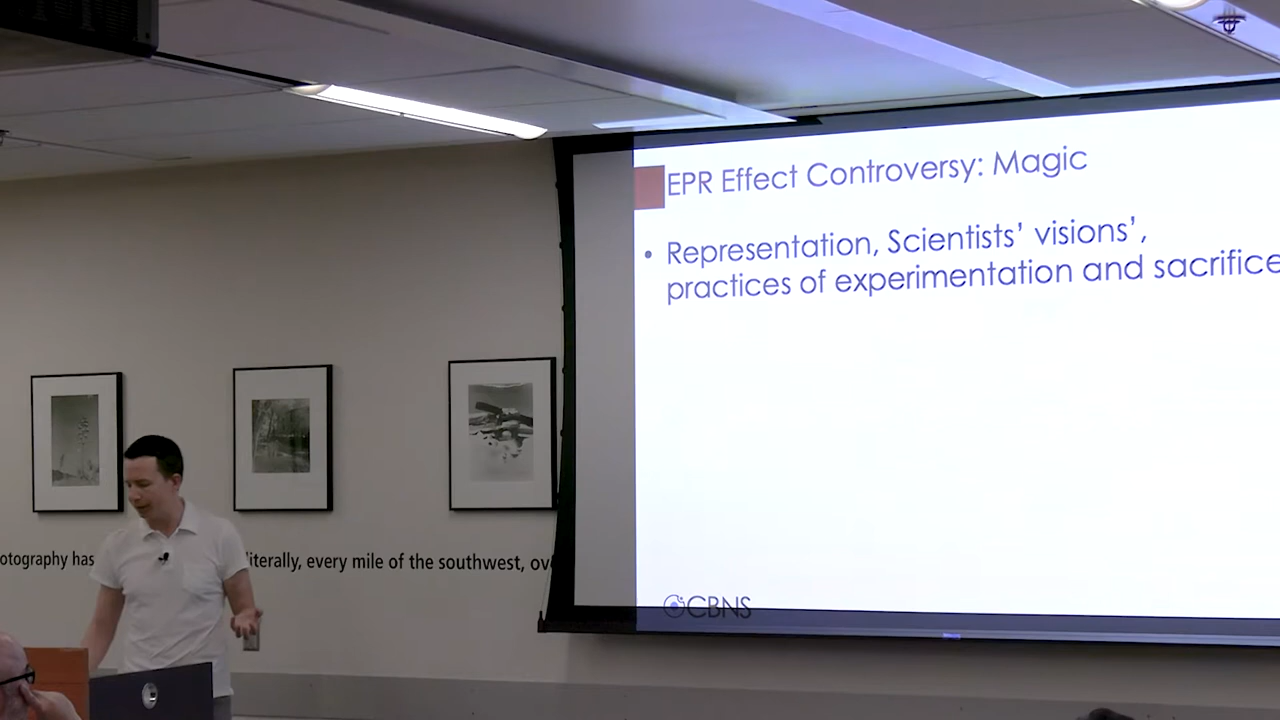 EPR Effect Controversy: Magic
• Representation, Scientists’ visions’,
practices of experimentation and sacrifice
otography has literally, every mile of the southwest, ov
CBNS